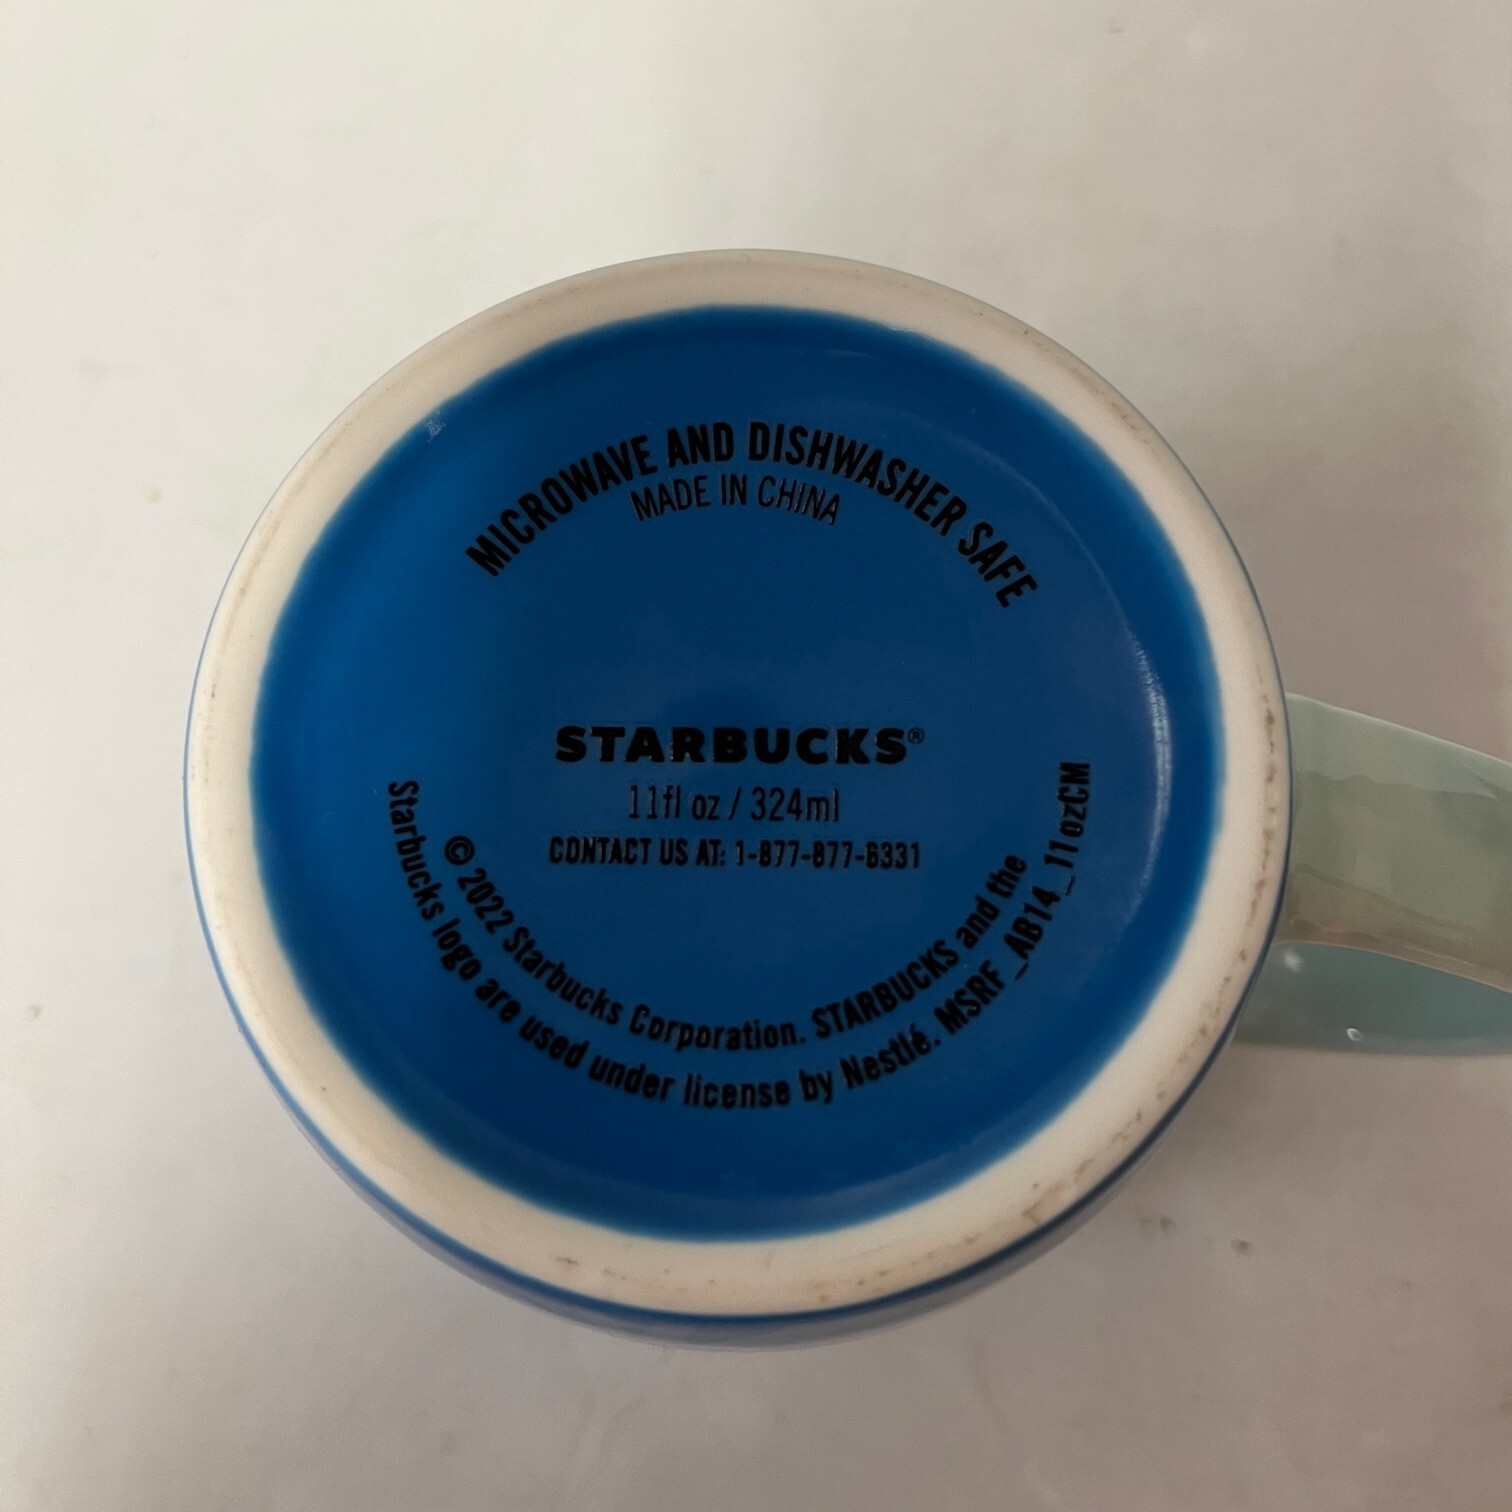 MICROWAVE AND DISHWASHER SAFE
MADE IN CHINA
STARBUCKS®
11fl oz / 324ml
CONTACT US AT: 1-877-877-6331
© 2022 Starbucks Corporation. STARBUCKS and the
Starbucks logo are used under license by Nestlé. MSRF_AB14_11ozCM